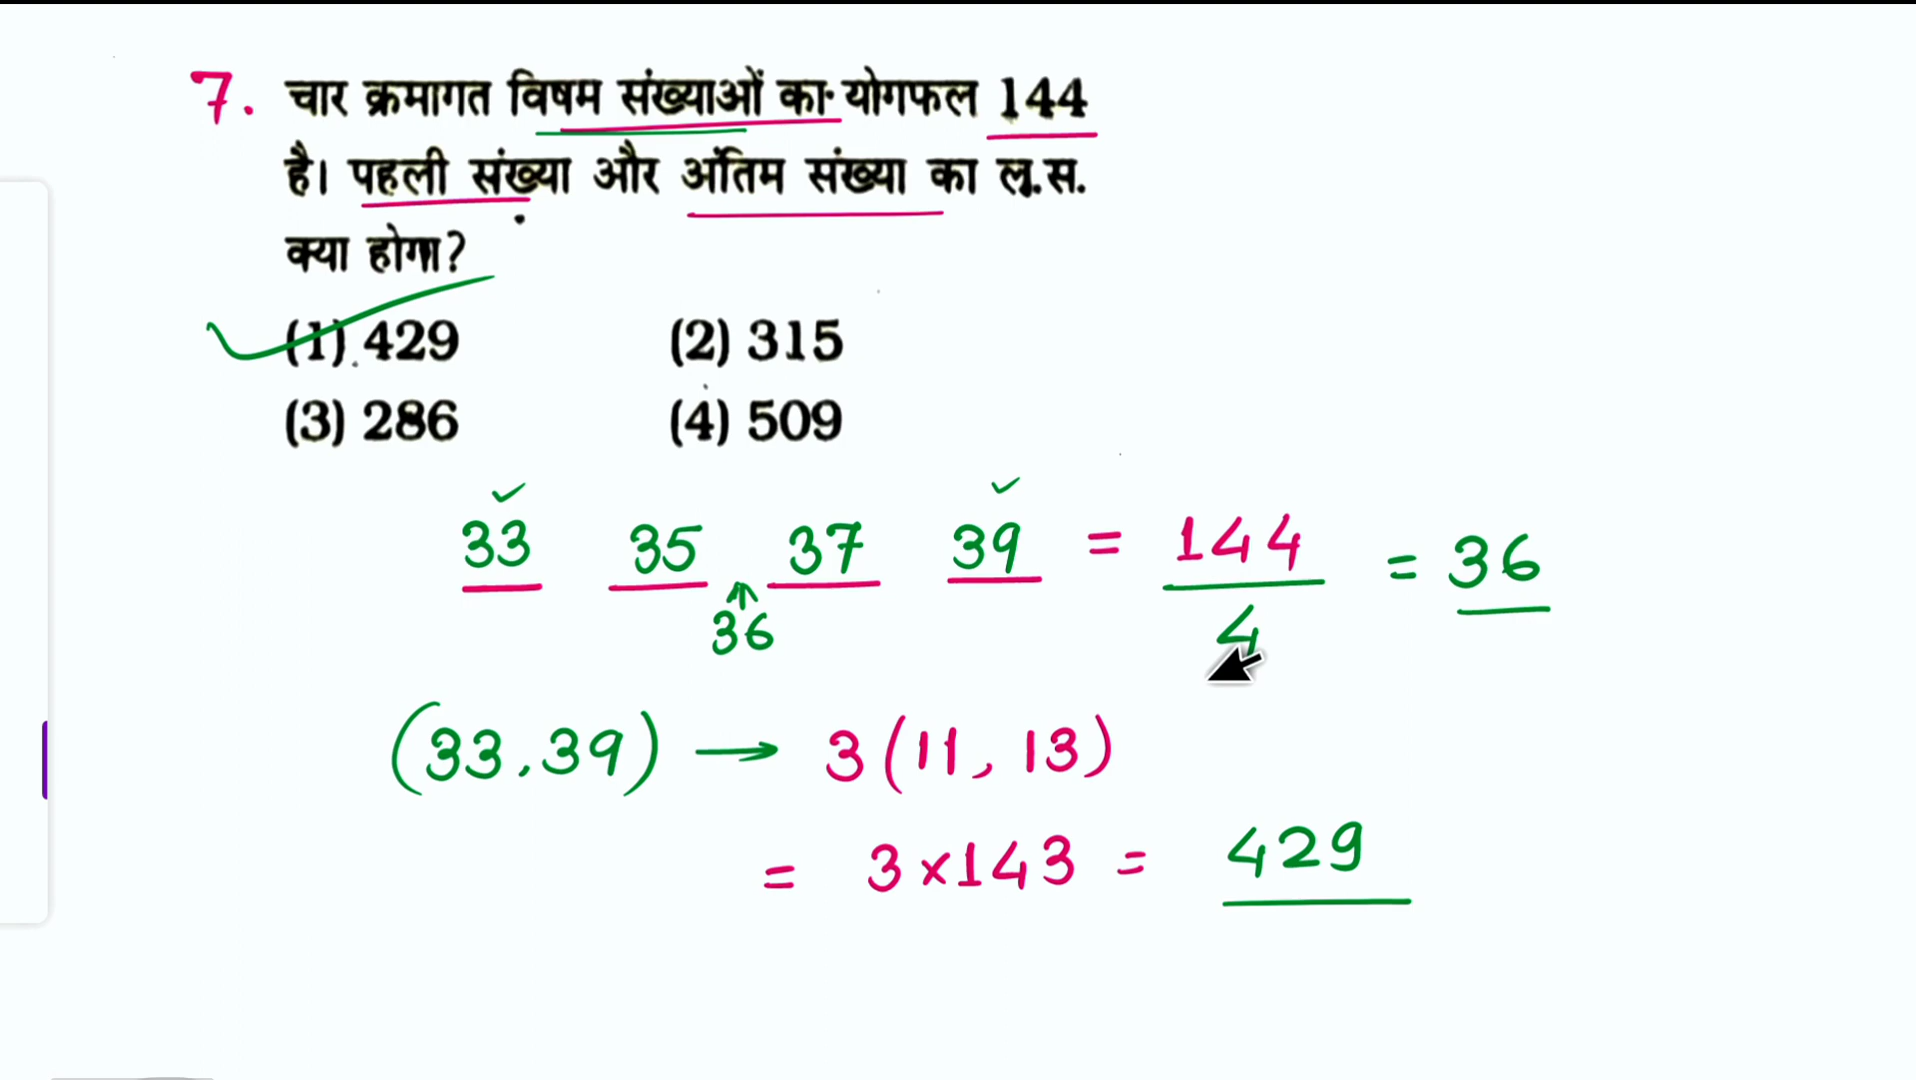 7. चार क्रमागत विषम संख्याओं का योगफल 144
है। पहली संख्या और अंतिम संख्या का ल.स.
क्या होगा?
(1) 429 (2) 315
(3) 286 (4) 509
33 35 37 39 = 144/4 = 36
36
(33,39) → 3(11, 13)
= 3×143 = 429